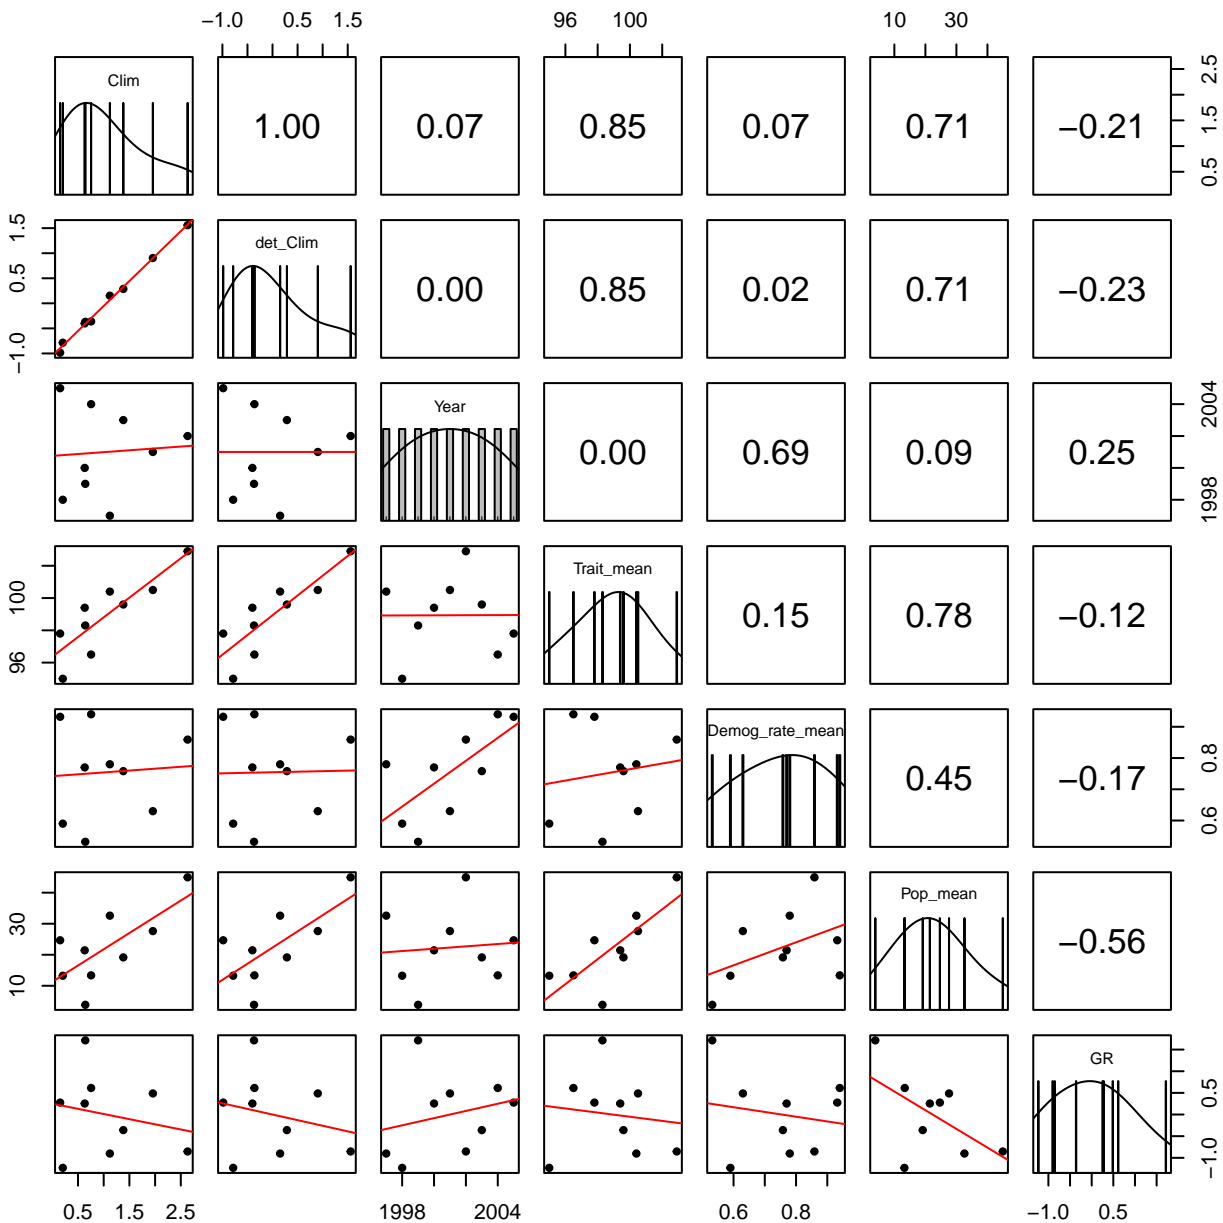 −1.0 0.5 1.5 96 100 10 30
Clim 1.00 0.07 0.85 0.07 0.71 −0.21 0.5 1.5 2.5
−1.0 0.5 1.5 det_Clim 0.00 0.85 0.02 0.71 −0.23
Year 0.00 0.69 0.09 0.25 1998 2004
96 100 Trait_mean 0.15 0.78 −0.12
Demog_rate_mean 0.45 −0.17 0.6 0.8
10 30 Pop_mean −0.56
GR −1.0 0.5
0.5 1.5 2.5 1998 2004 0.6 0.8 −1.0 0.5